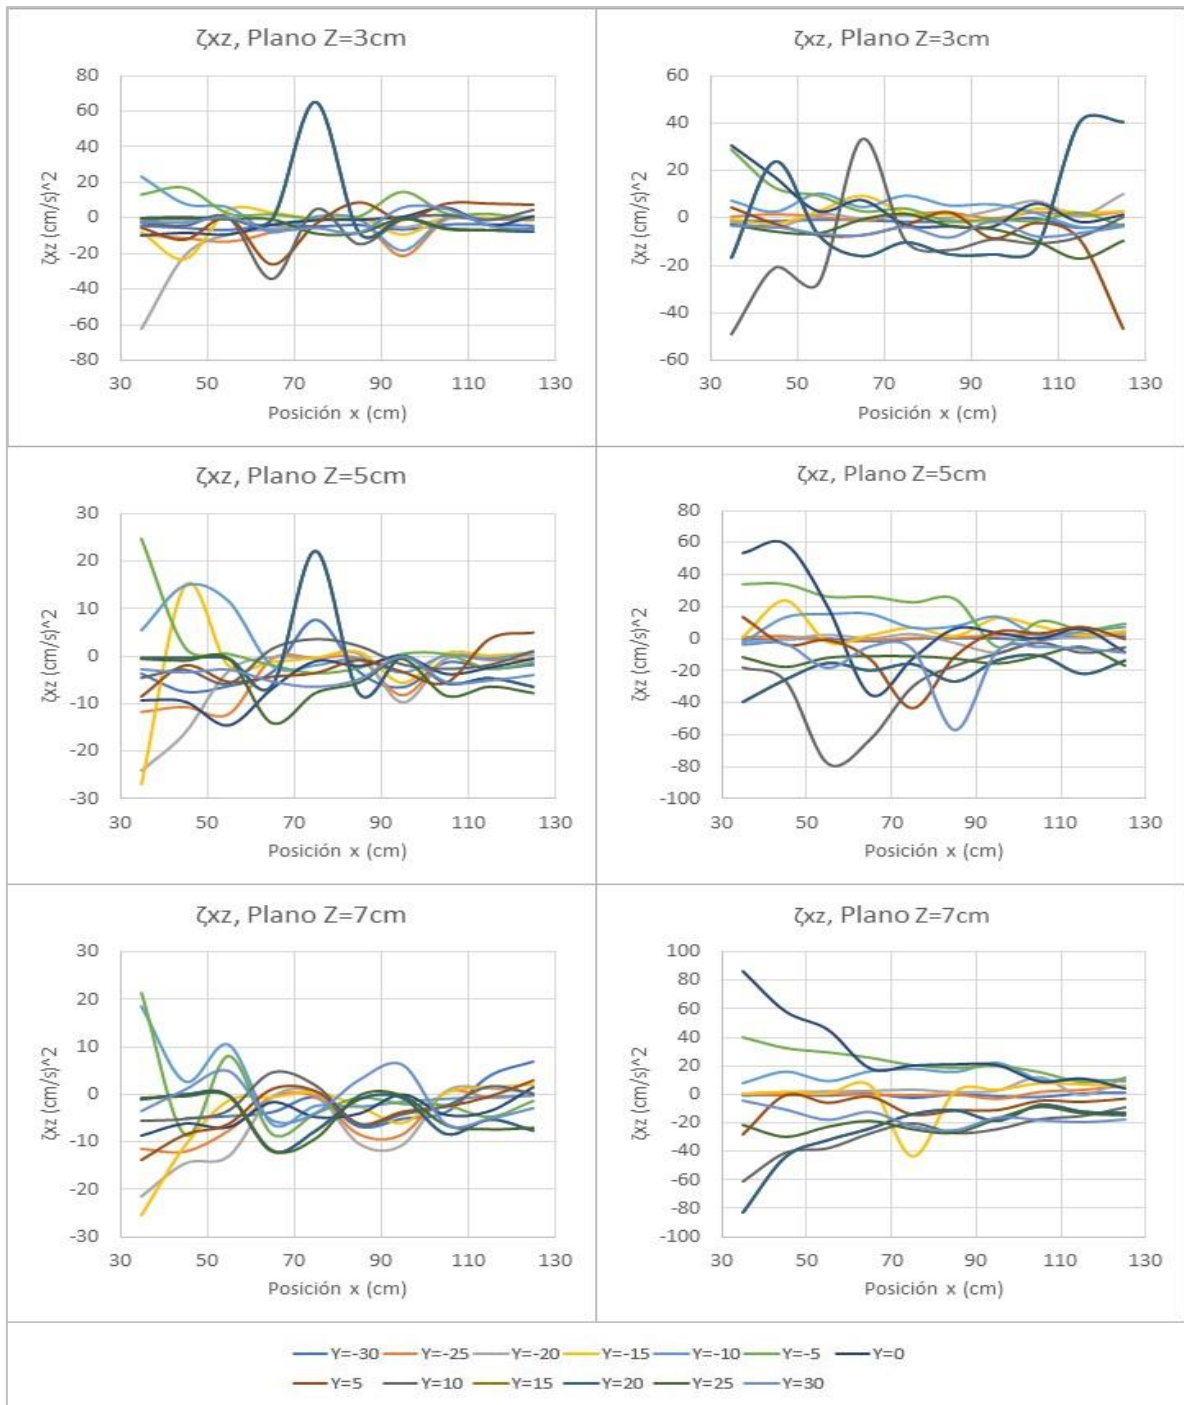 ζxz, Plano Z=3cm
80
60
40
20
0
-20
-40
-60
-80
ζxz (cm/s)^2
30 50 70 90 110 130
Posición x (cm)
ζxz, Plano Z=3cm
60
40
20
0
-20
-40
-60
ζxz (cm/s)^2
30 50 70 90 110 130
Posición x (cm)
ζxz, Plano Z=5cm
30
20
10
0
-10
-20
-30
ζxz (cm/s)^2
30 50 70 90 110 130
Posición x (cm)
ζxz, Plano Z=5cm
80
60
40
20
0
-20
-40
-60
-80
-100
ζxz (cm/s)^2
30 50 70 90 110 130
Posición x (cm)
ζxz, Plano Z=7cm
30
20
10
0
-10
-20
-30
ζxz (cm/s)^2
30 50 70 90 110 130
Posición x (cm)
ζxz, Plano Z=7cm
100
80
60
40
20
0
-20
-40
-60
-80
-100
ζxz (cm/s)^2
30 50 70 90 110 130
Posición x (cm)
Y=-30 Y=-25 Y=-20 Y=-15 Y=-10 Y=-5 Y=0
Y=5 Y=10 Y=15 Y=20 Y=25 Y=30